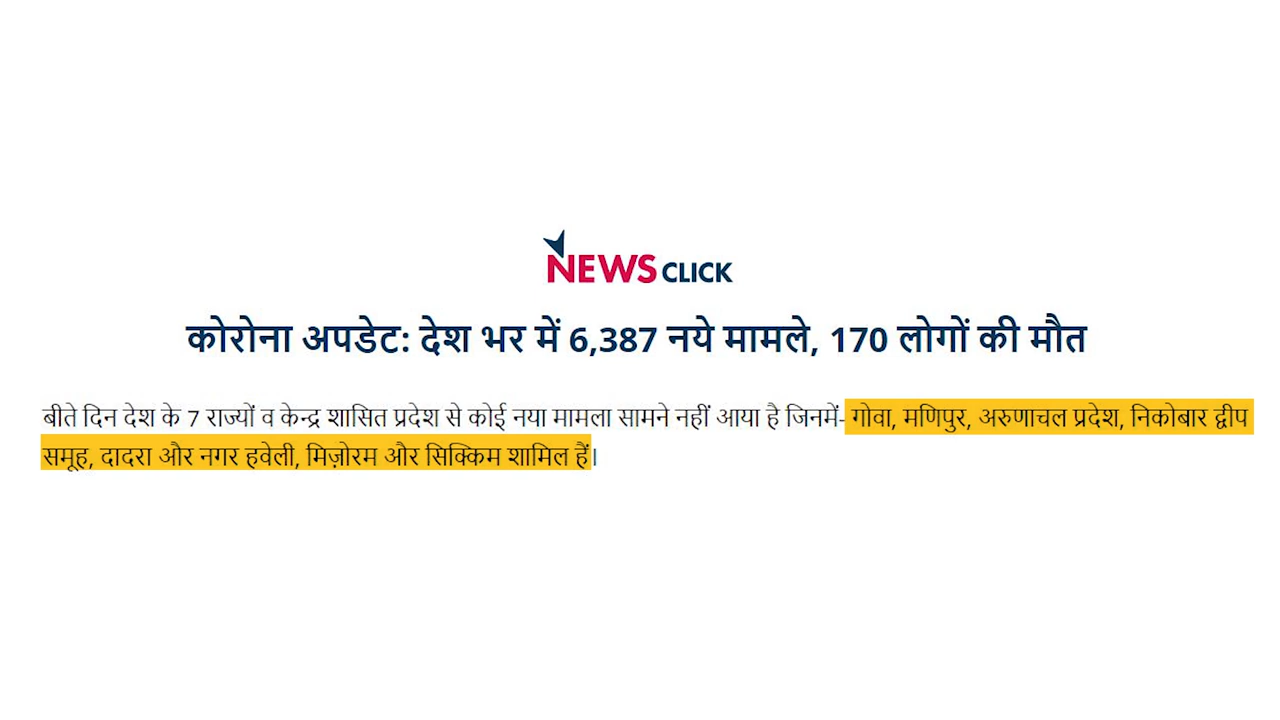 NEWS CLICK
कोरोना अपडेट: देश भर में 6,387 नये मामले, 170 लोगों की मौत
बीते दिन देश के 7 राज्यों व केन्द्र शासित प्रदेश से कोई नया मामला सामने नहीं आया है जिनमें- गोवा, मणिपुर, अरुणाचल प्रदेश, निकोबार द्वीप
समूह, दादरा और नगर हवेली, मिज़ोरम और सिक्किम शामिल हैं।